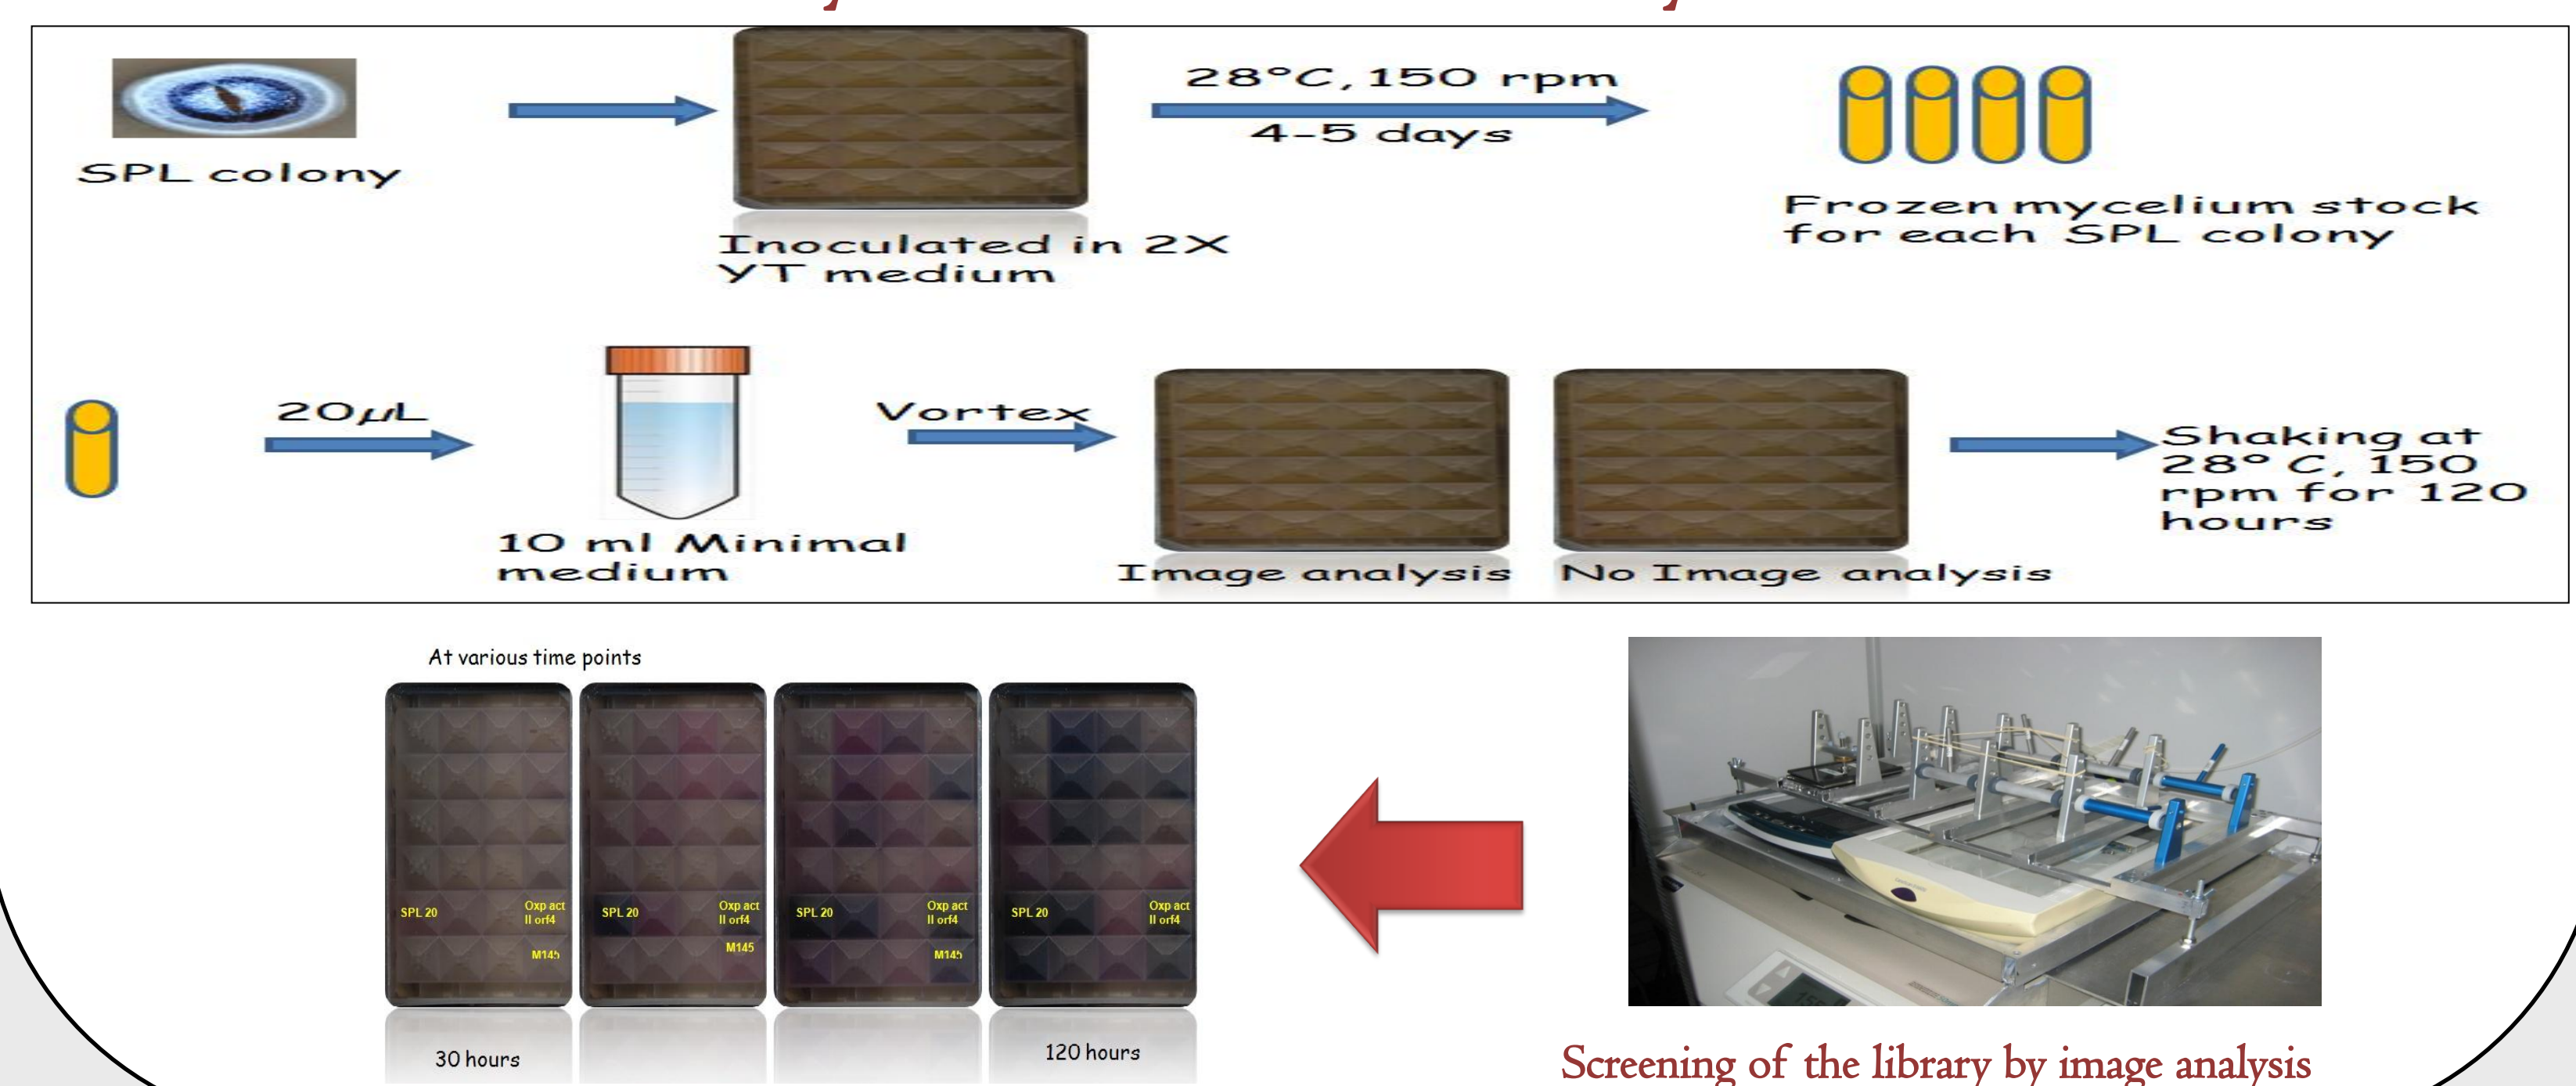 28°C, 150 rpm
4-5 days
SPL colony
Inoculated in 2X
YT medium
Frozen mycelium stock
for each SPL colony
20µL
Vortex
10 ml Minimal
medium
Image analysis
No Image analysis
Shaking at
28° C, 150
rpm for 120
hours
At various time points
SPL 20
Oxp act
II orf4
M145
SPL 20
Oxp act
II orf4
M145
SPL 20
Oxp act
II orf4
M145
SPL 20
Oxp act
II orf4
30 hours
120 hours
Screening of the library by image analysis